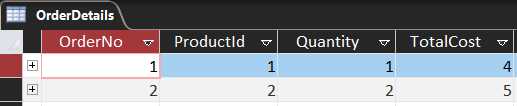 OrderDetails
OrderNo ProductId Quantity TotalCost
1 1 1 4
2 2 2 5